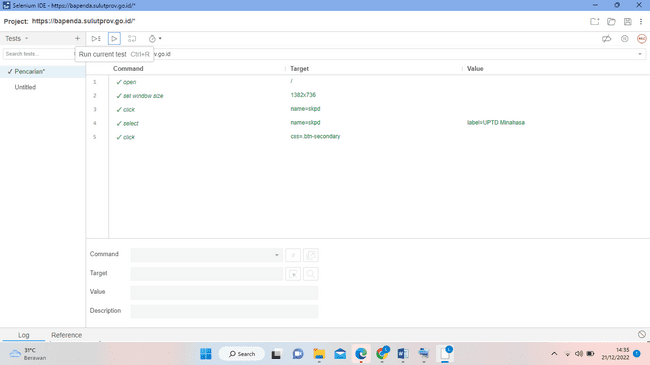 Selenium IDE - https://bapenda.sulutprov.go.id/*
Project: https://bapenda.sulutprov.go.id/*
Tests +
REC
Search tests...
Run current test Ctrl+R
v.go.id
Command Target Value
✓ Pencarian*
Untitled
1 ✓ open /
2 ✓ set window size 1382x736
3 ✓ click name=skpd
4 ✓ select name=skpd label=UPTD Minahasa
5 ✓ click css=.btn-secondary
Command
Target
Value
Description
Log Reference
31°C
Berawan
Search
14:35
21/12/2022